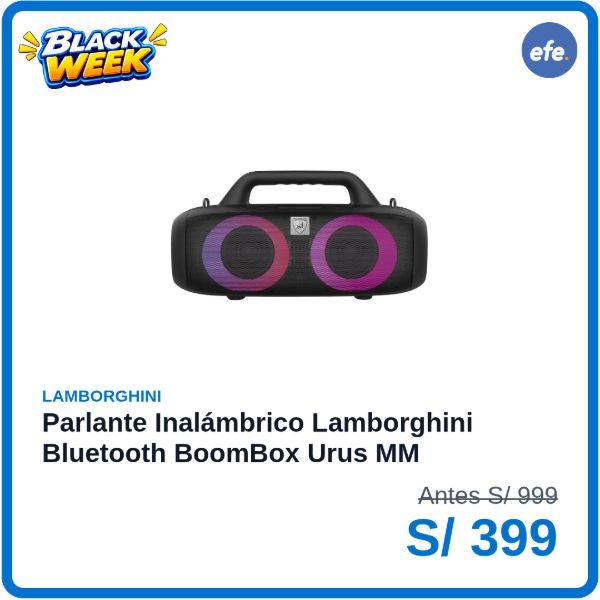 BLACK
WEEK
efe.
LAMBORGHINI
Parlante Inalámbrico Lamborghini
Bluetooth BoomBox Urus MM
Antes S/ 999
S/ 399